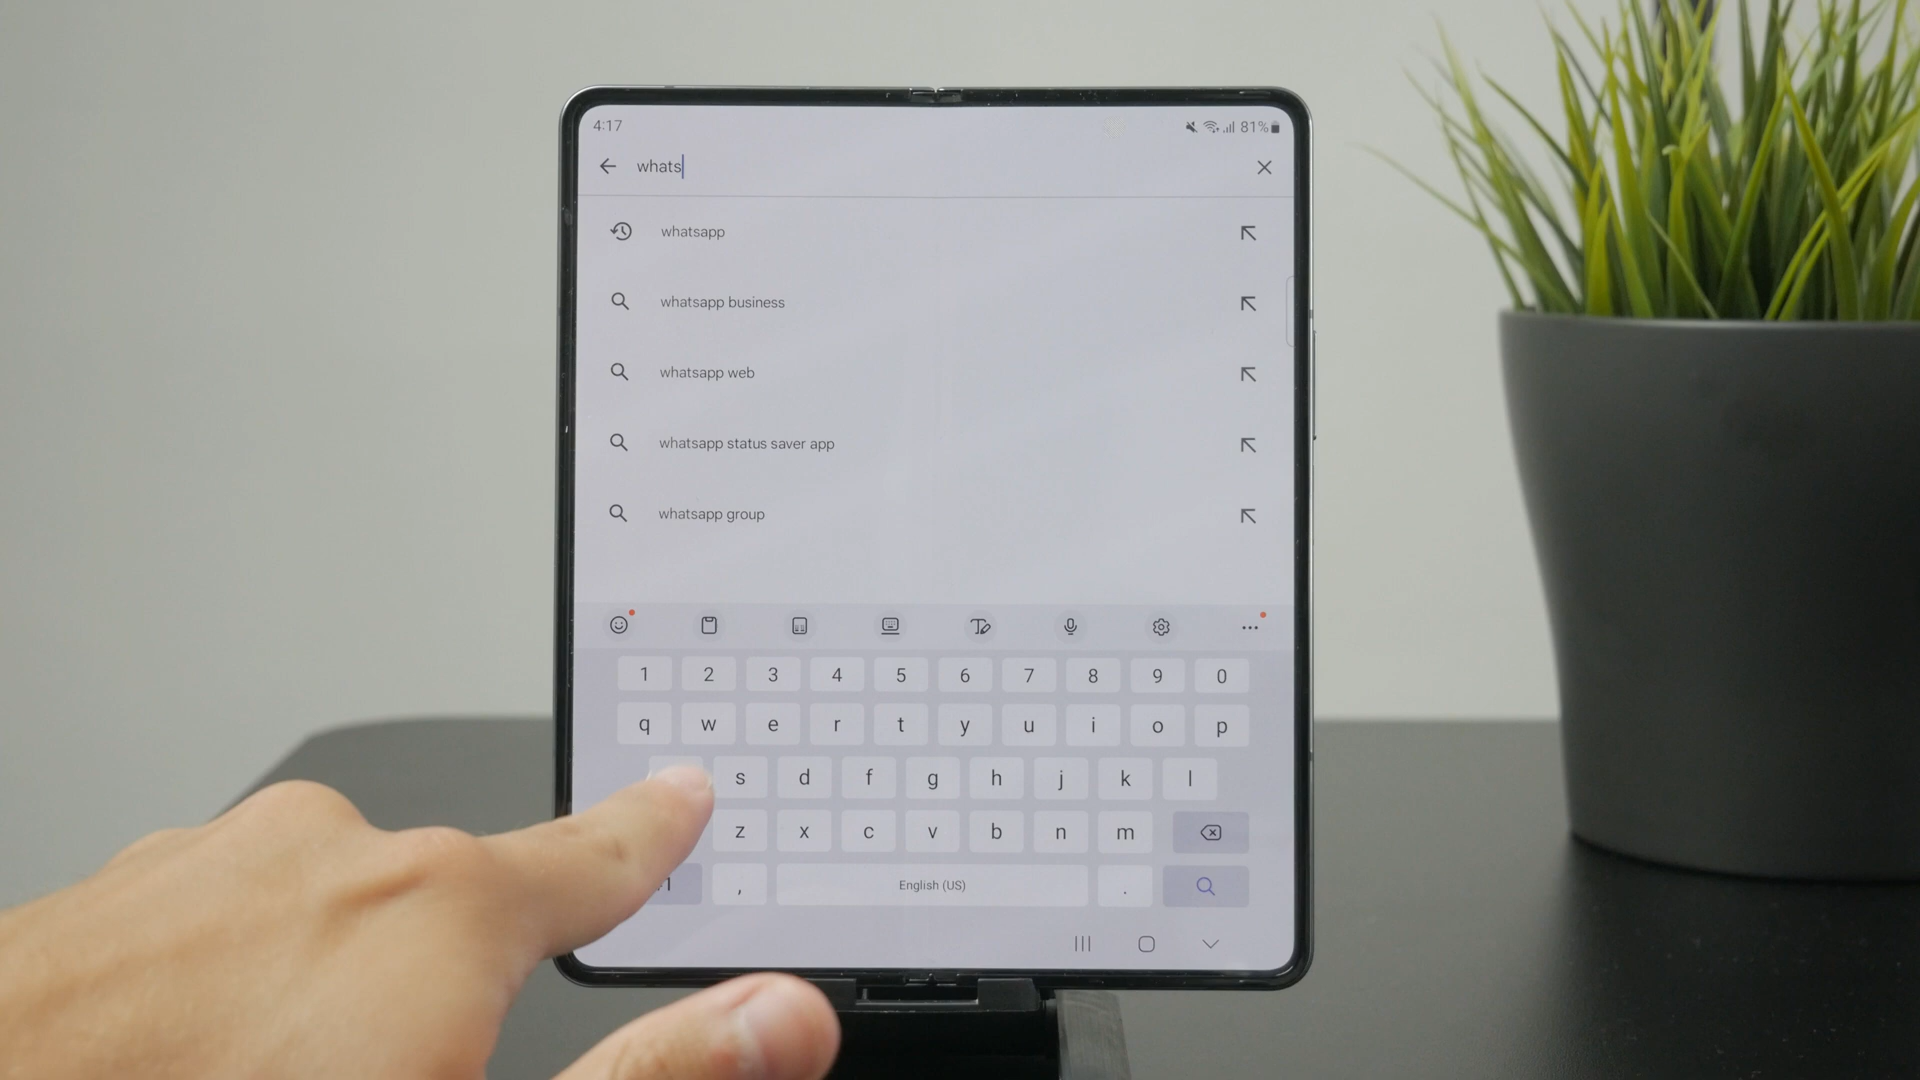 4:17 81%
whats
whatsapp
whatsapp business
whatsapp web
whatsapp status saver app
whatsapp group
1 2 3 4 5 6 7 8 9 0
q w e r t y u i o p
s d f g h j k l
z x c v b n m
1 , English (US) .